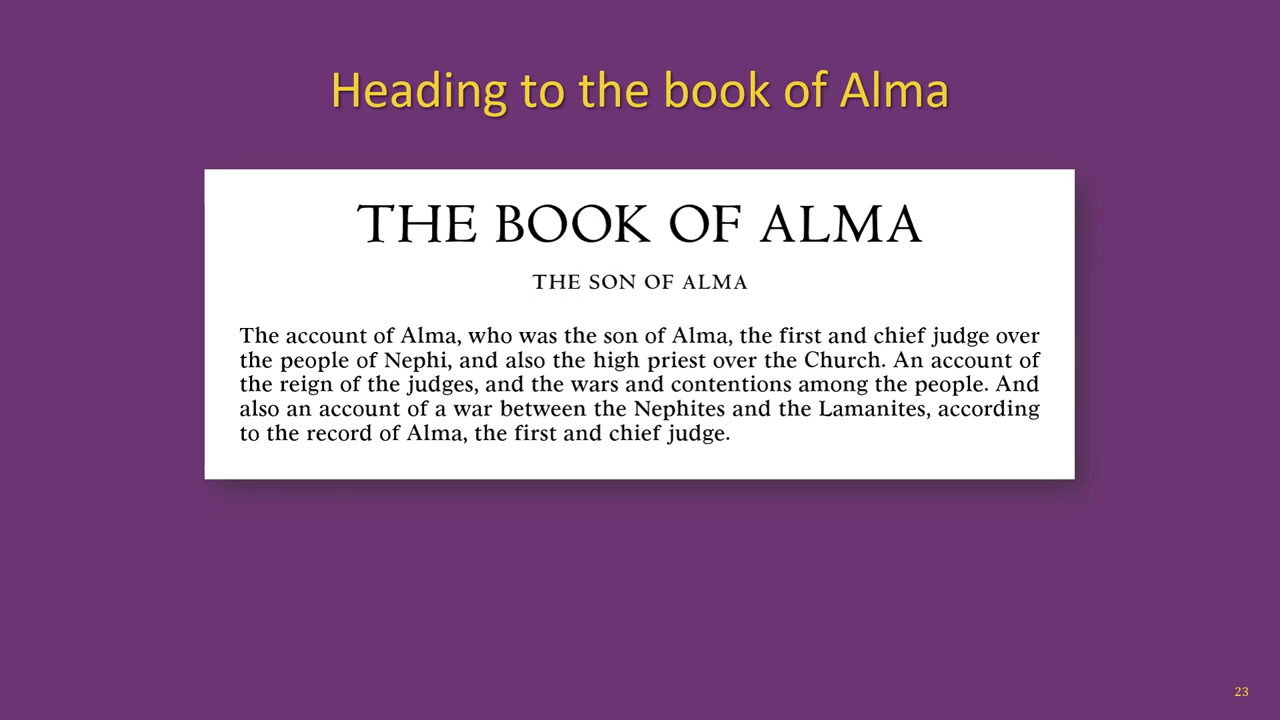 Heading to the book of Alma
THE BOOK OF ALMA
THE SON OF ALMA
The account of Alma, who was the son of Alma, the first and chief judge over
the people of Nephi, and also the high priest over the Church. An account of
the reign of the judges, and the wars and contentions among the people. And
also an account of a war between the Nephites and the Lamanites, according
to the record of Alma, the first and chief judge.
23